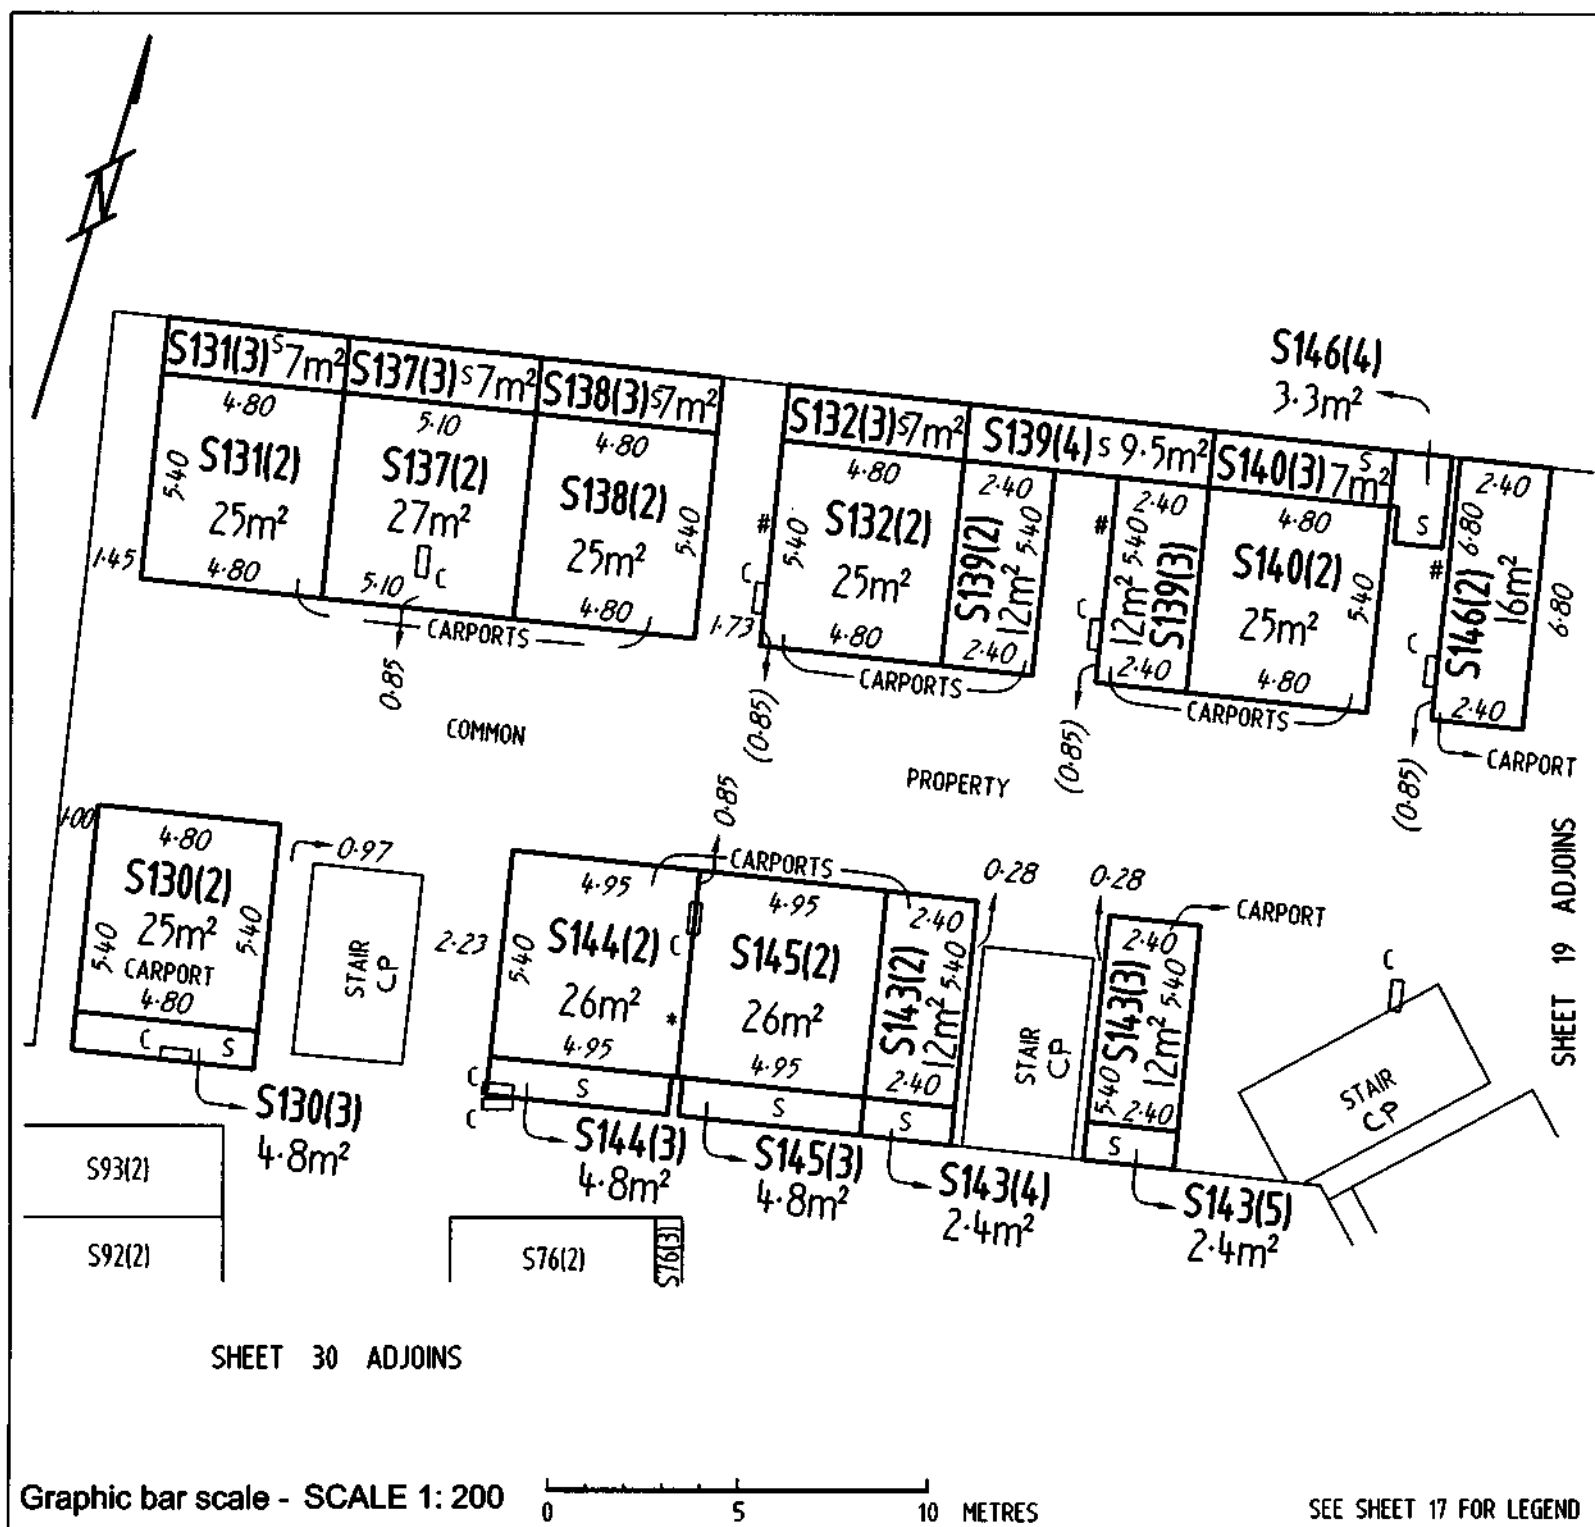 N
S146(4)
3.3m²
S131(3) S 7m²
S137(3) S 7m²
S138(3) S 7m²
S132(3) S 7m²
S139(4) S 9.5m²
S140(3) S 7m²
S
4.80
5.40
S131(2)
25m²
4.80
1.45
5.10
S137(2)
27m²
C
5.10
4.80
S138(2)
25m²
5.40
4.80
CARPORTS
0.85
#
C
1.73
(0.85)
4.80
5.40
S132(2)
25m²
4.80
2.40
S139(2)
12m² 5.40
2.40
CARPORTS
#
C
(0.85)
2.40
12m² 5.40
S139(3)
2.40
4.80
S140(2)
25m²
5.40
4.80
CARPORTS
#
C
(0.85)
2.40
6.80
S146(2)
16m²
6.80
2.40
CARPORT
COMMON
PROPERTY
1.00
4.80
S130(2)
25m²
5.40
5.40
CARPORT
4.80
C
S
S130(3)
4.8m²
0.97
STAIR
CP
2.23
0.85
CARPORTS
4.95
S144(2)
5.40
C
26m²
*
4.95
C
C
S
S144(3)
4.8m²
4.95
S145(2)
26m²
4.95
S
S145(3)
4.8m²
2.40
S143(2)
12m² 5.40
2.40
S
S143(4)
2.4m²
0.28
STAIR
CP
0.28
2.40
CARPORT
S143(3)
12m² 5.40
5.40
2.40
S
S143(5)
2.4m²
C
STAIR
CP
SHEET 19 ADJOINS
S93(2)
S92(2)
S76(2)
S76(3)
SHEET 30 ADJOINS
Graphic bar scale - SCALE 1: 200
0 5 10 METRES
SEE SHEET 17 FOR LEGEND